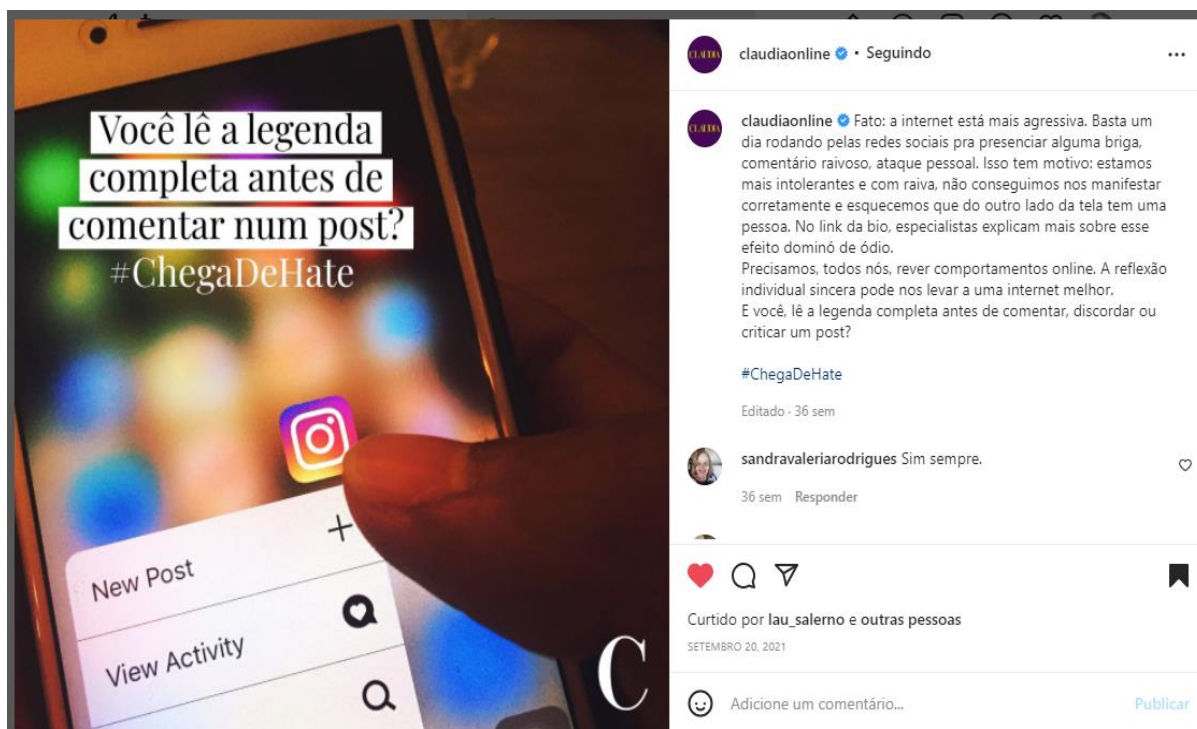 Você lê a legenda
completa antes de
comentar num post?
#ChegaDeHate
New Post
View Activity
C
CLAUDIA
claudiaonline • Seguindo
CLAUDIA
claudiaonline Fato: a internet está mais agressiva. Basta um
dia rodando pelas redes sociais pra presenciar alguma briga,
comentário raivoso, ataque pessoal. Isso tem motivo: estamos
mais intolerantes e com raiva, não conseguimos nos manifestar
corretamente e esquecemos que do outro lado da tela tem uma
pessoa. No link da bio, especialistas explicam mais sobre esse
efeito dominó de ódio.
Precisamos, todos nós, rever comportamentos online. A reflexão
individual sincera pode nos levar a uma internet melhor.
E você, lê a legenda completa antes de comentar, discordar ou
criticar um post?
#ChegaDeHate
Editado · 36 sem
sandravaleriarodrigues Sim sempre.
36 sem Responder
Curtido por lau_salerno e outras pessoas
SETEMBRO 20, 2021
Adicione um comentário... Publicar